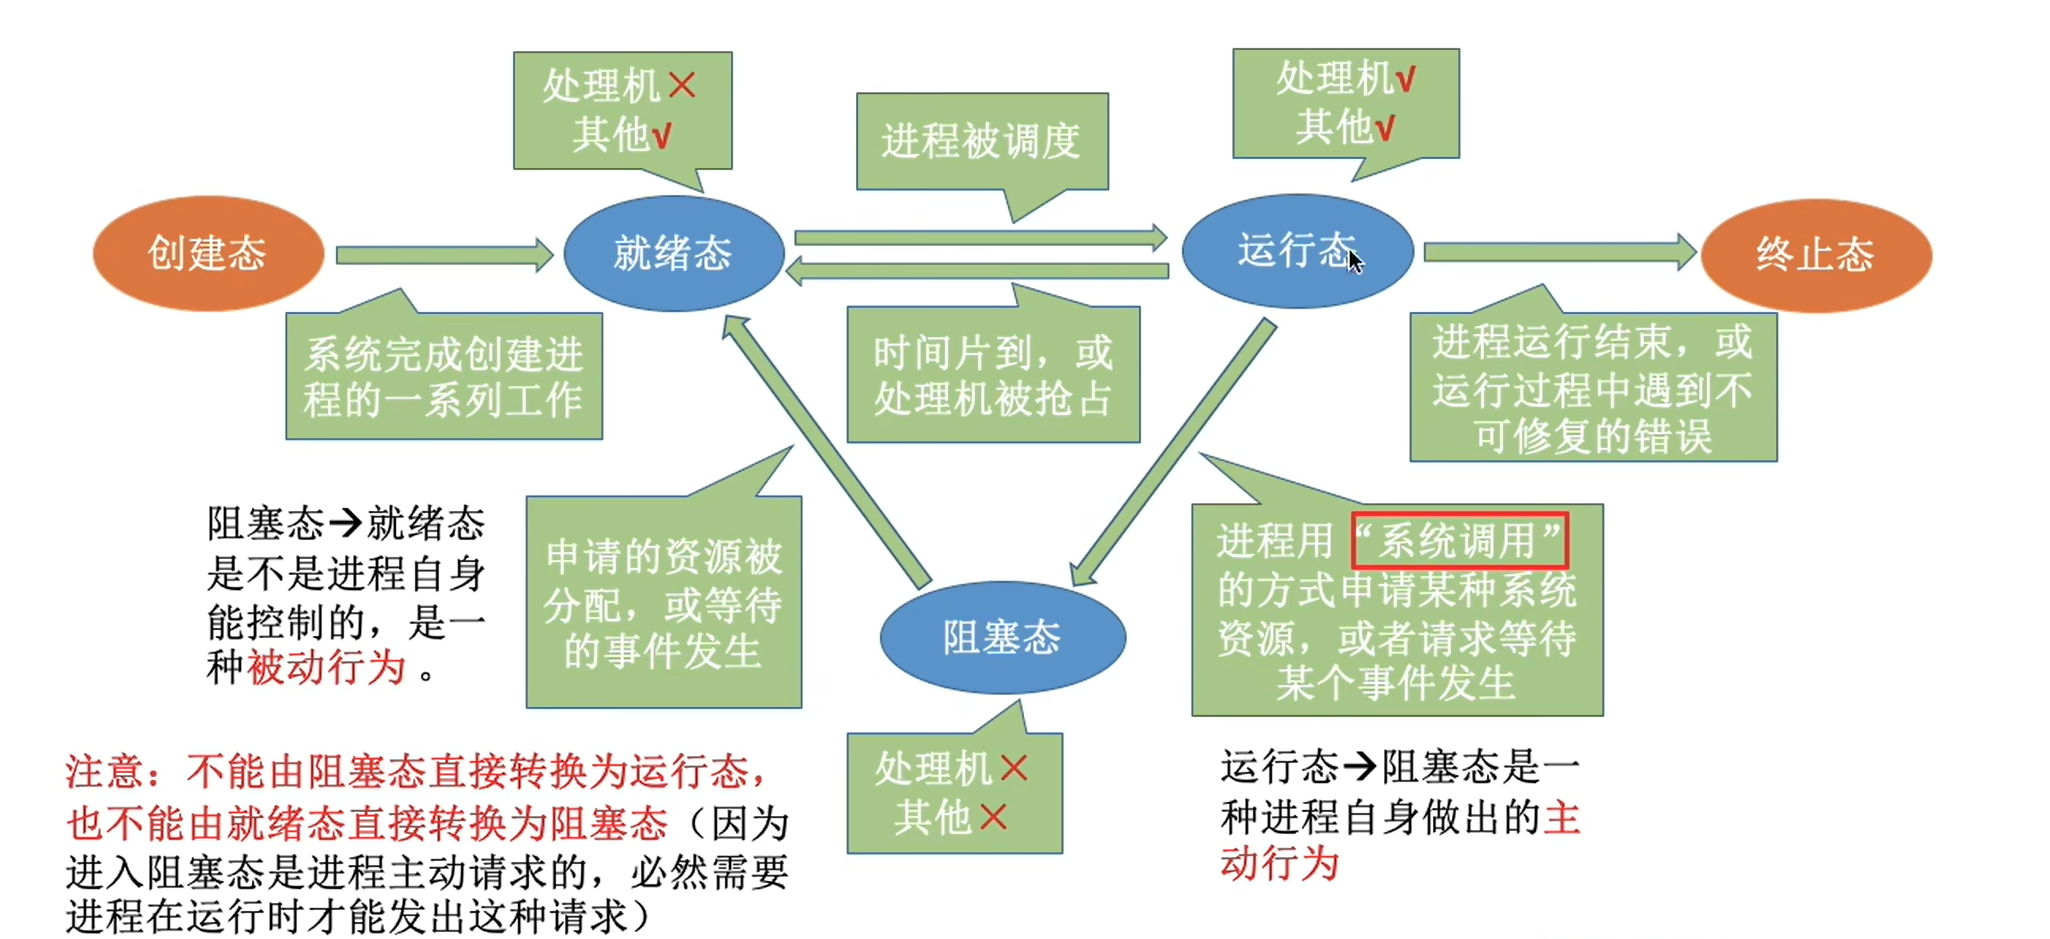 处理机×
其他√
进程被调度
处理机√
其他√
创建态
就绪态
运行态
终止态
系统完成创建进
程的一系列工作
时间片到，或
处理机被抢占
进程运行结束，或
运行过程中遇到不
可修复的错误
阻塞态→就绪态
是不是进程自身
能控制的，是一
种被动行为。
申请的资源被
分配，或等待
的事件发生
阻塞态
进程用“系统调用”
的方式申请某种系统
资源，或者请求等待
某个事件发生
处理机×
其他×
运行态→阻塞态是一
种进程自身做出的主
动行为
注意：不能由阻塞态直接转换为运行态，
也不能由就绪态直接转换为阻塞态（因为
进入阻塞态是进程主动请求的，必然需要
进程在运行时才能发出这种请求）